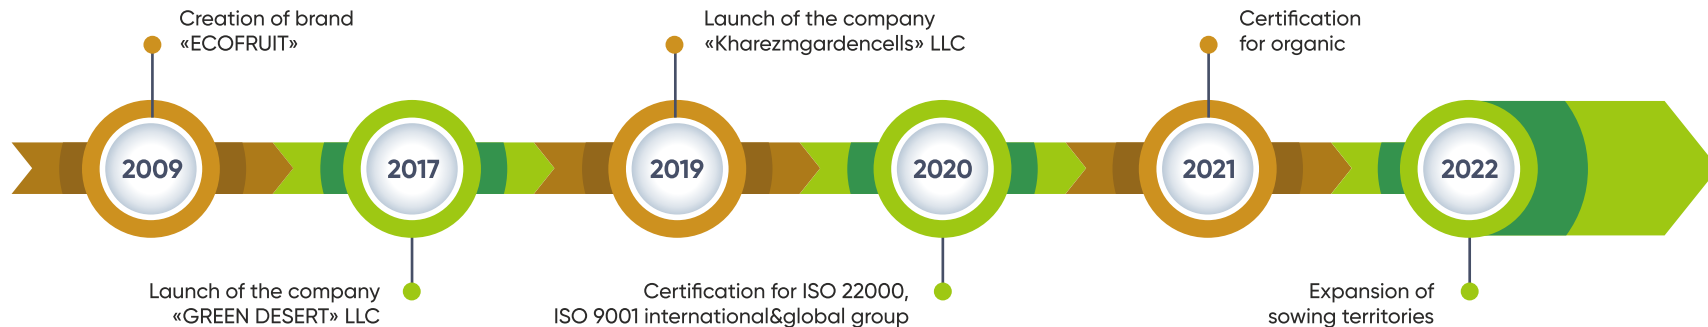 Creation of brand
«ECOFRUIT»
Launch of the company
«Kharezmgardencells» LLC
Certification
for organic
2009
2017
2019
2020
2021
2022
Launch of the company
«GREEN DESERT» LLC
Certification for ISO 22000,
ISO 9001 international&global group
Expansion of
sowing territories